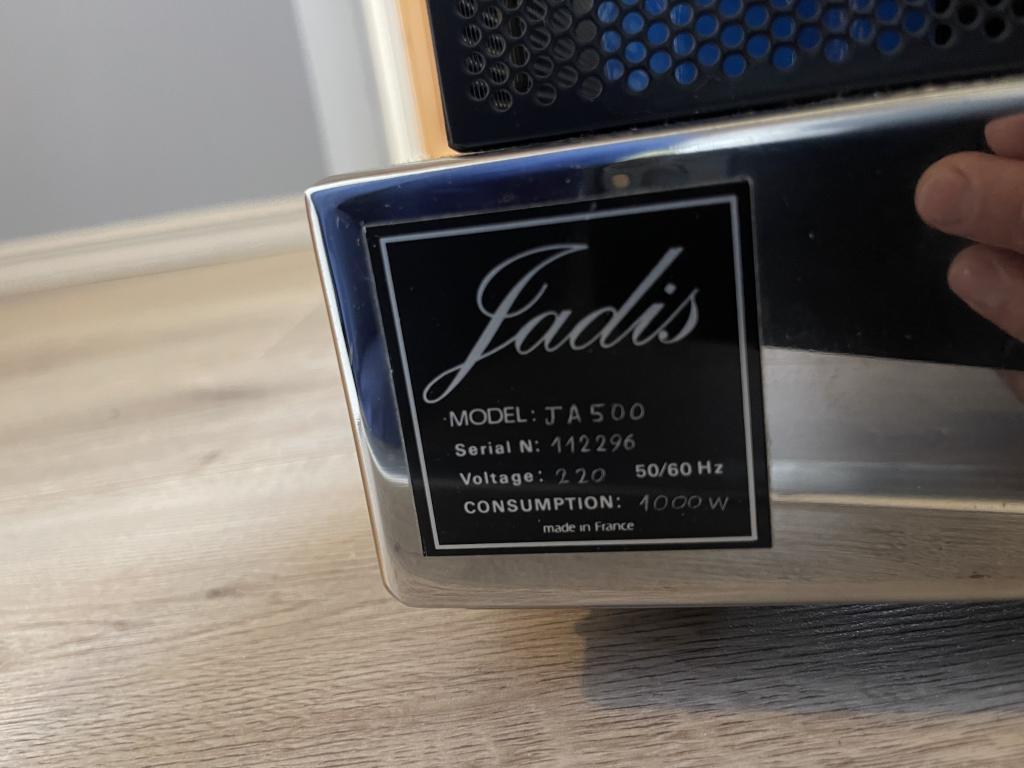 Jadis
MODEL: JA500
Serial N: 112296
Voltage: 220 50/60 Hz
CONSUMPTION: 1000 W
made in France